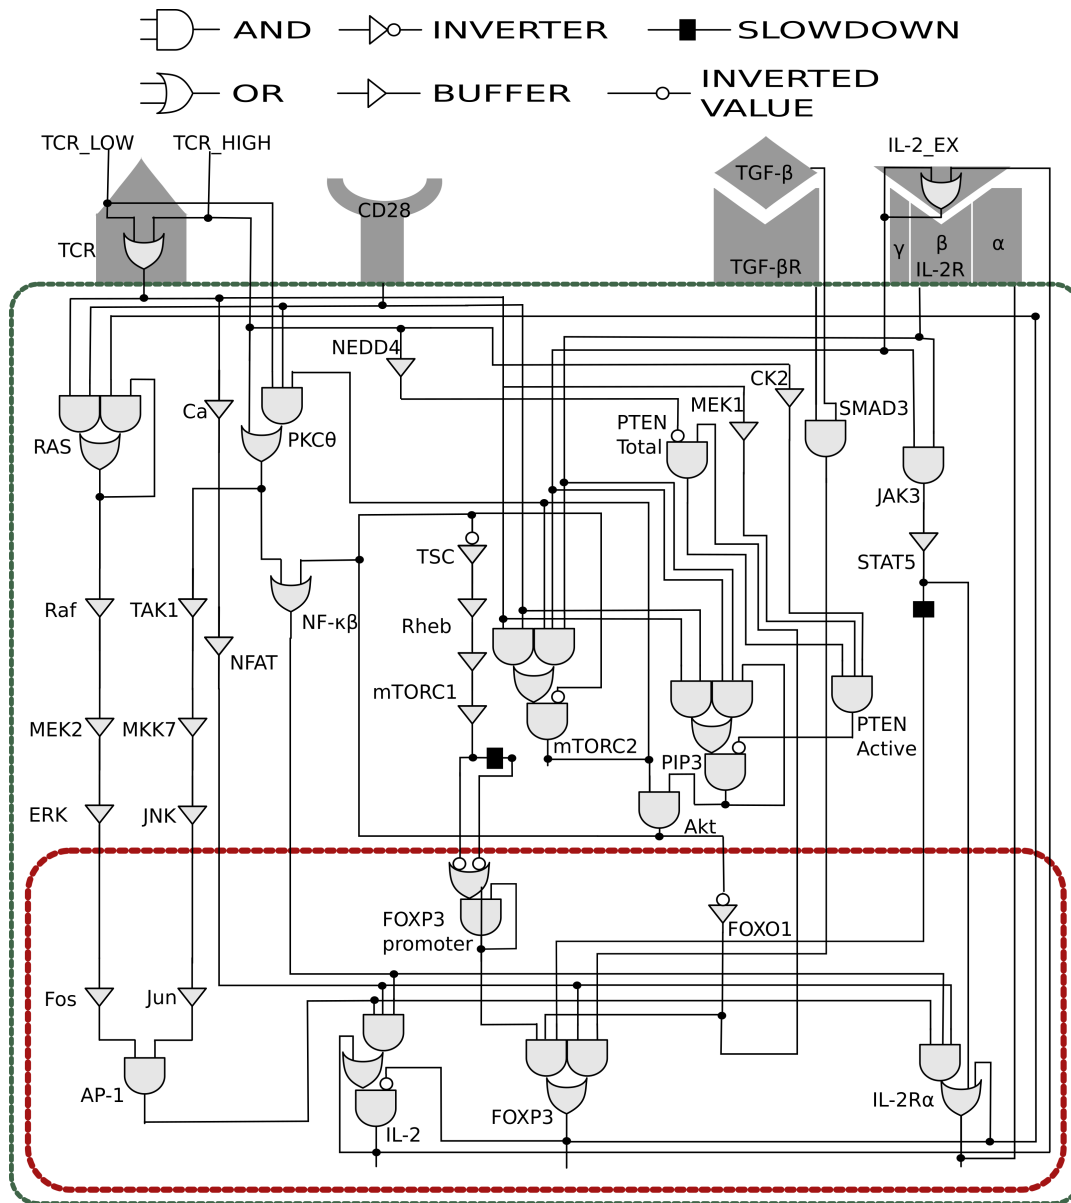 AND
INVERTER
SLOWDOWN
OR
BUFFER
INVERTED
VALUE
TCR_LOW
TCR_HIGH
IL-2_EX
TGF-β
CD28
TCR
TGF-βR
γ
β
α
IL-2R
NEDD4
CK2
Ca
MEK1
SMAD3
PTEN
Total
RAS
PKCθ
JAK3
TSC
STAT5
Raf
TAK1
NF-κβ
Rheb
NFAT
mTORC1
MEK2
MKK7
mTORC2
PTEN
Active
PIP3
ERK
JNK
Akt
FOXP3
promoter
FOXO1
Fos
Jun
AP-1
IL-2Rα
FOXP3
IL-2